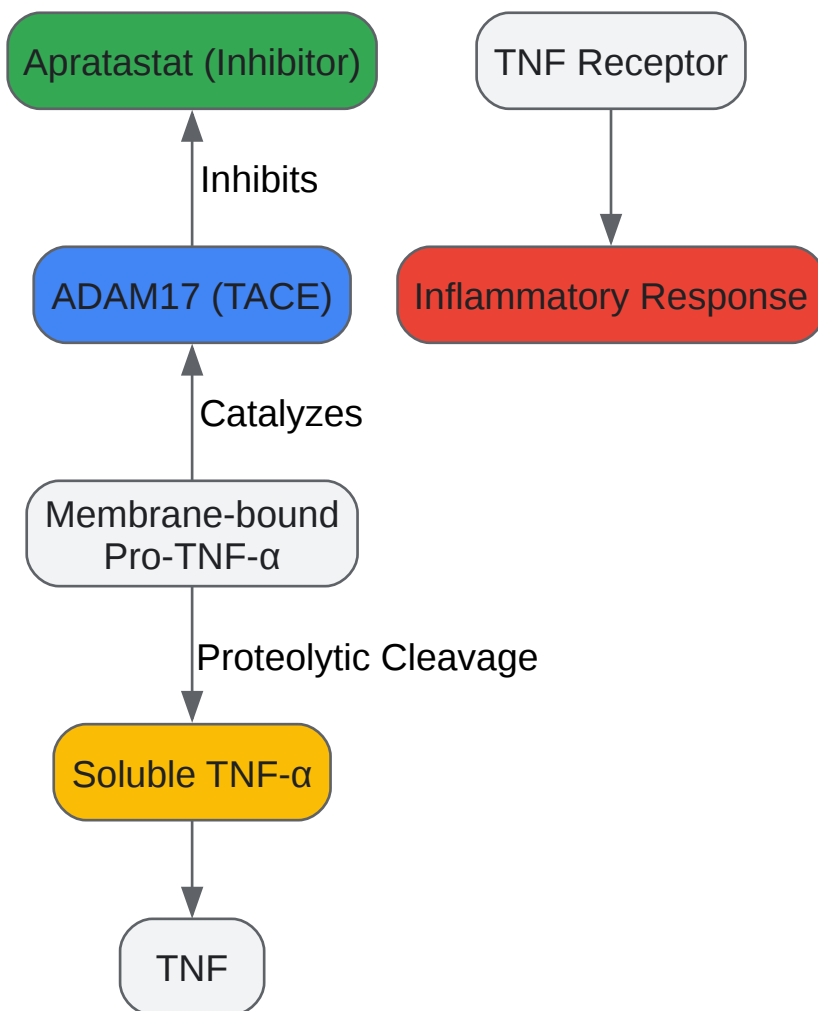 Apratastat (Inhibitor)
TNF Receptor
Inhibits
ADAM17 (TACE)
Inflammatory Response
Catalyzes
Membrane-bound
Pro-TNF-α
Proteolytic Cleavage
Soluble TNF-α
TNF